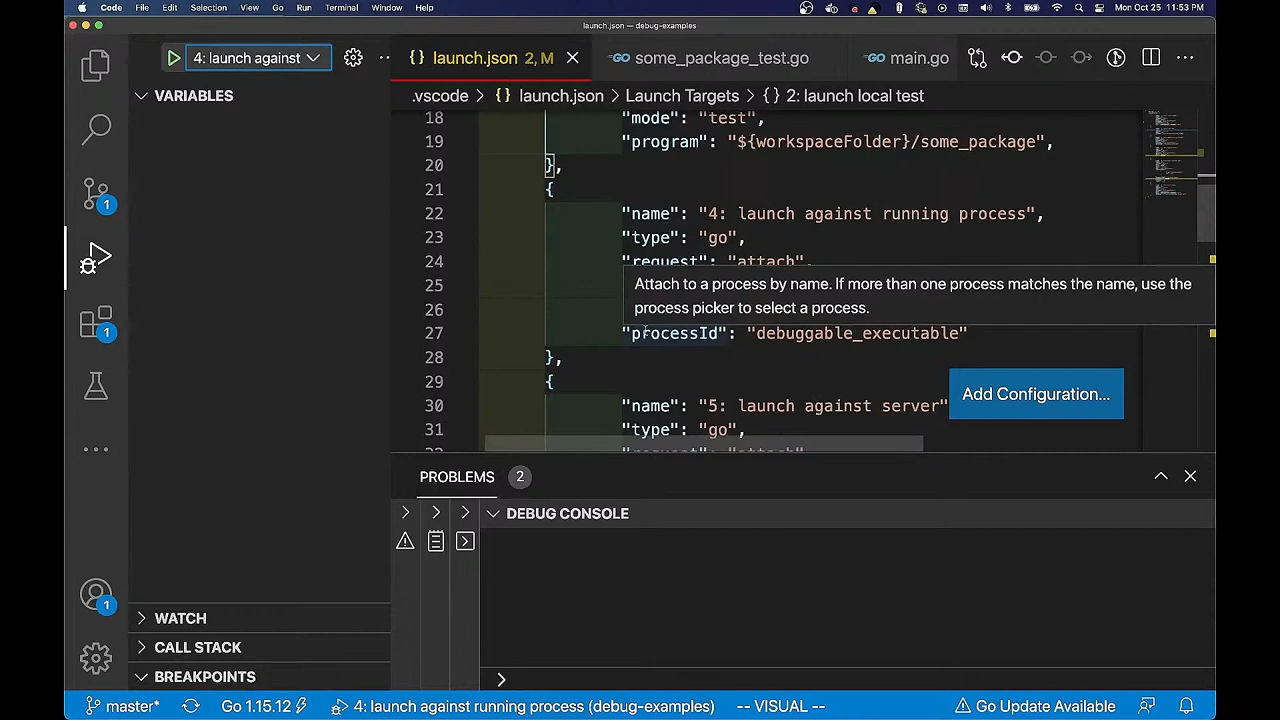 Code File Edit Selection View Go Run Terminal Window Help Mon Oct 25 11:53 PM
launch.json — debug-examples
4: launch against
{} launch.json 2, M
some_package_test.go
main.go
VARIABLES
.vscode > {} launch.json > Launch Targets > {} 2: launch local test
18 "mode": "test",
19 "program": "${workspaceFolder}/some_package",
20 },
21 {
22 "name": "4: launch against running process",
23 "type": "go",
24 "request": "attach",
25
26
Attach to a process by name. If more than one process matches the name, use the
process picker to select a process.
27 "processId": "debuggable_executable"
28 },
29 {
30 "name": "5: launch against server"
31 "type": "go",
Add Configuration...
1
1
1
PROBLEMS 2
DEBUG CONSOLE
WATCH
CALL STACK
BREAKPOINTS
master* Go 1.15.12 4: launch against running process (debug-examples) -- VISUAL -- Go Update Available